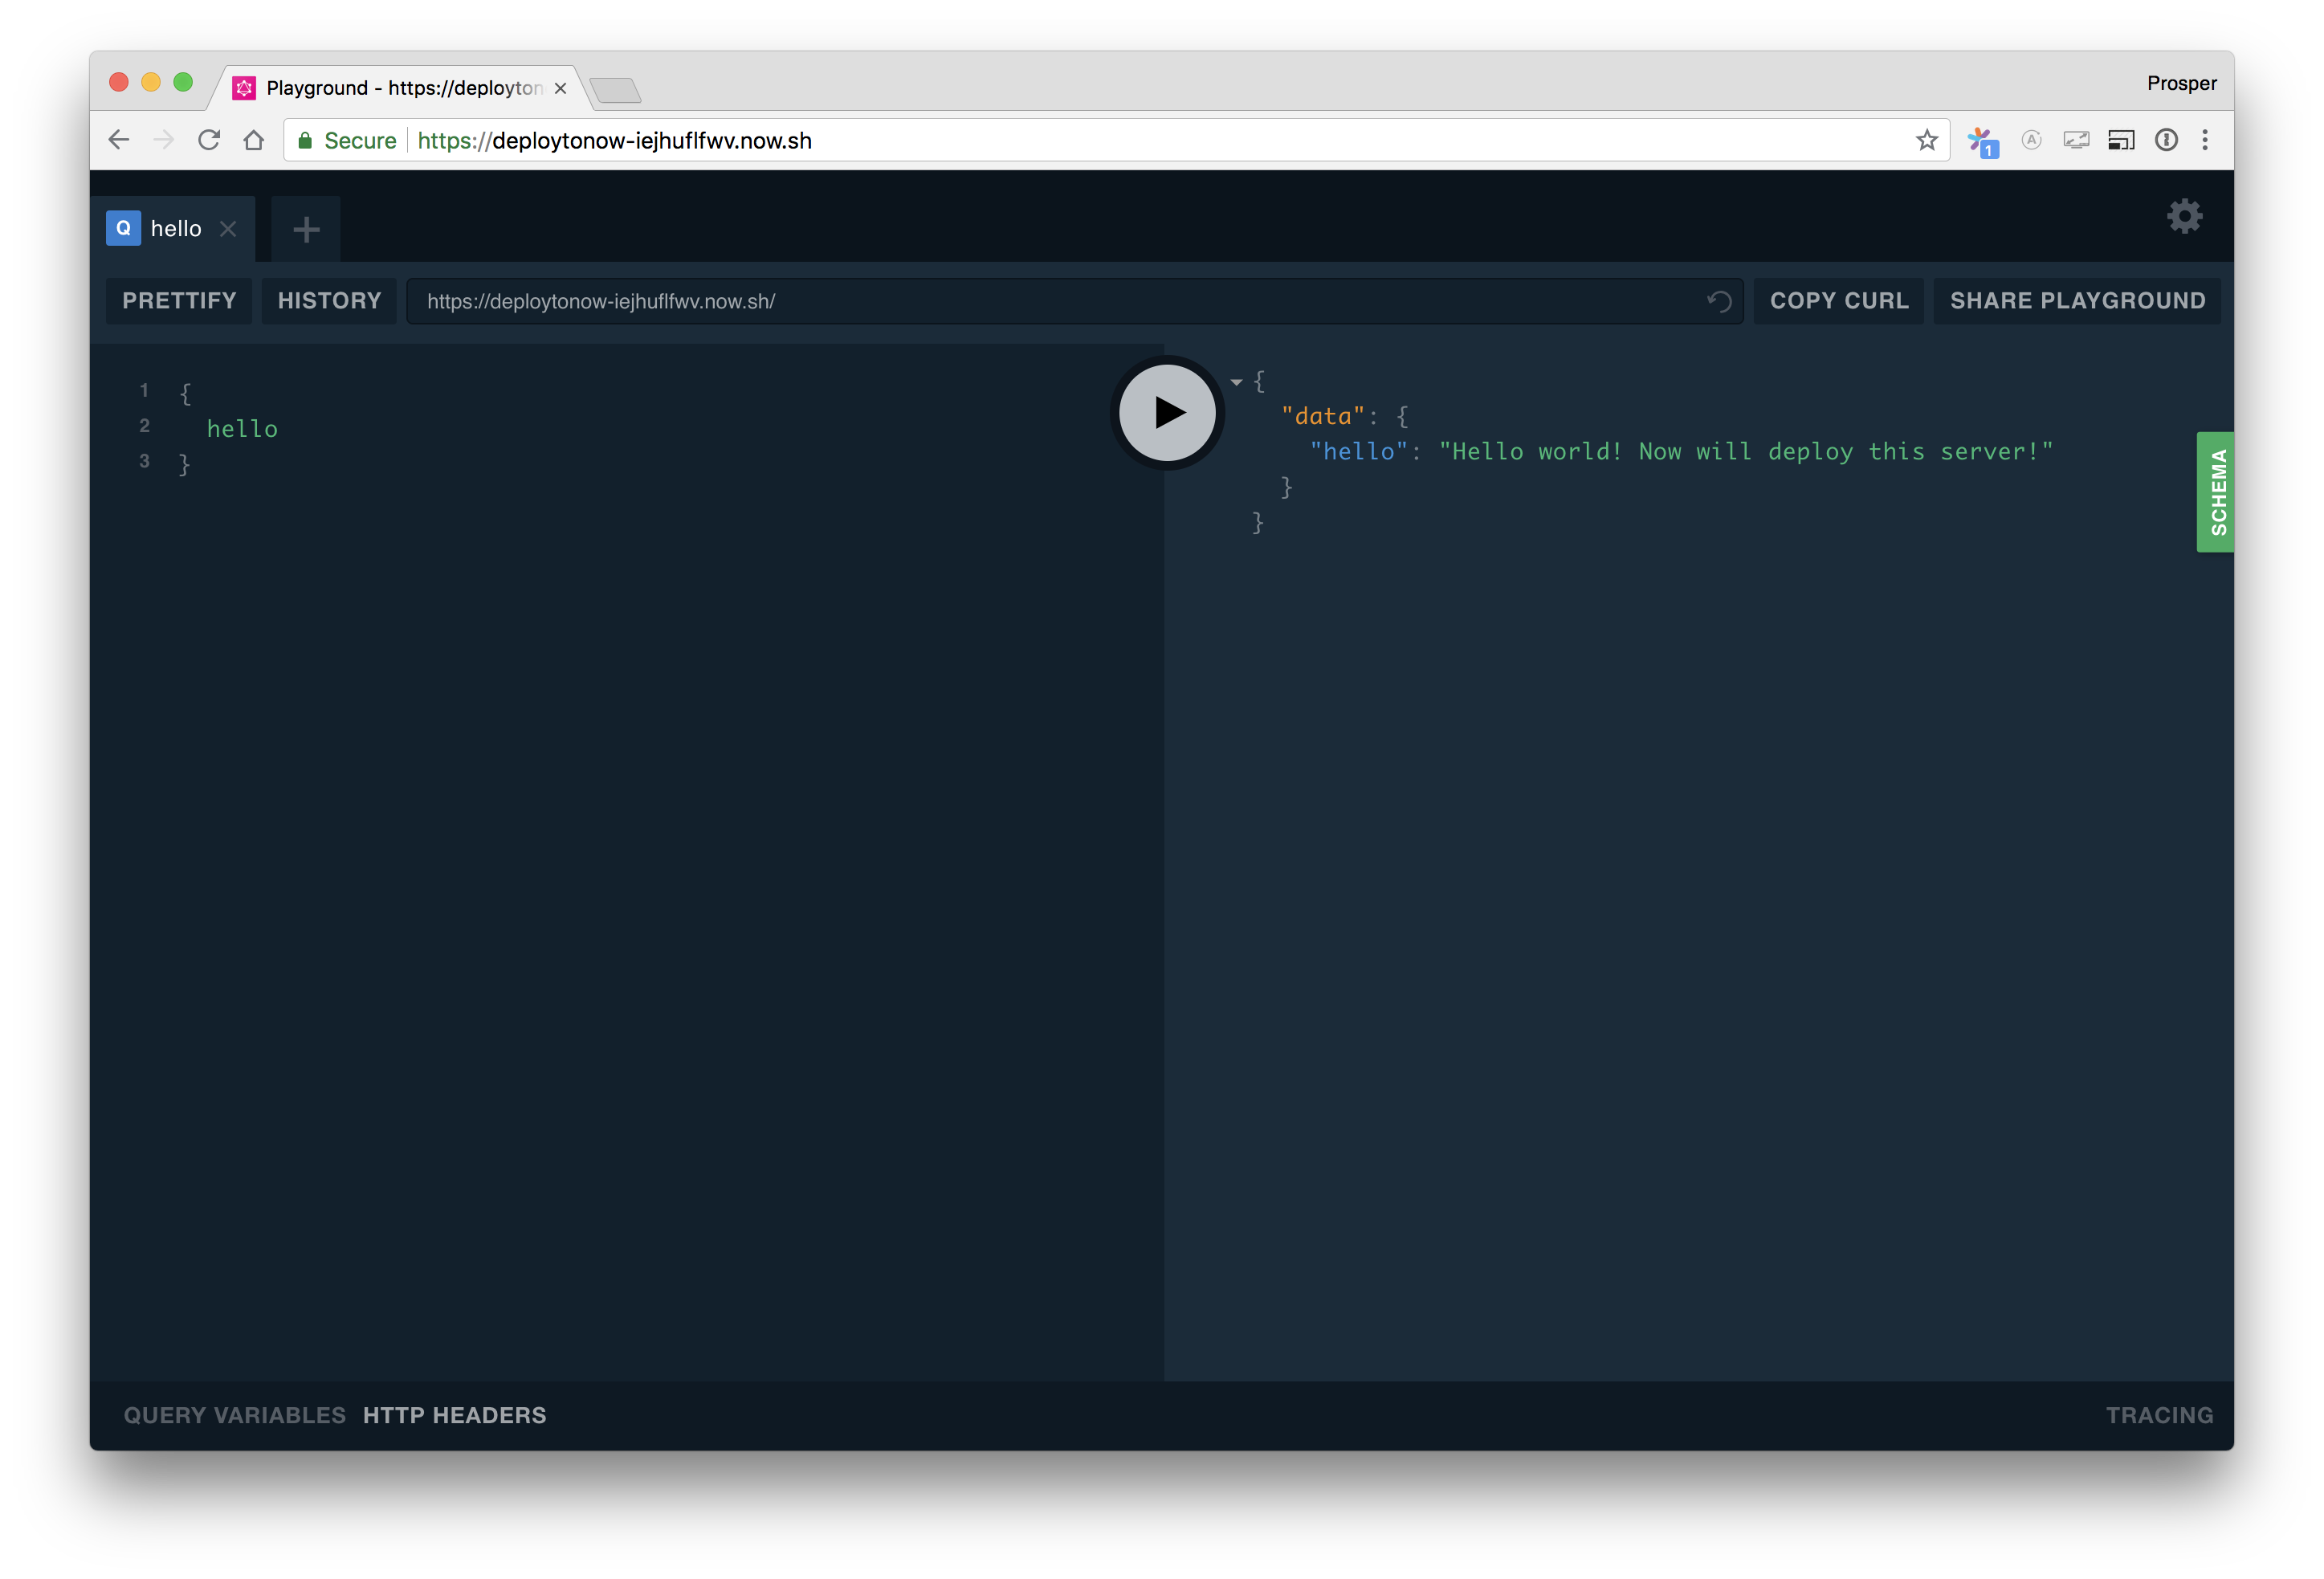 Playground - https://deployton
Prosper
Secure https://deploytonow-iejhuflfwv.now.sh
1
A
Q hello
PRETTIFY HISTORY https://deploytonow-iejhuflfwv.now.sh/ COPY CURL SHARE PLAYGROUND
1 {
2 hello
3 }
{
"data": {
"hello": "Hello world! Now will deploy this server!"
}
}
SCHEMA
QUERY VARIABLES HTTP HEADERS TRACING